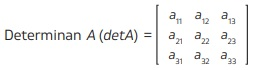 a₁₁ a₁₂ a₁₃
Determinan A (detA) = a₂₁ a₂₂ a₂₃
a₃₁ a₃₂ a₃₃